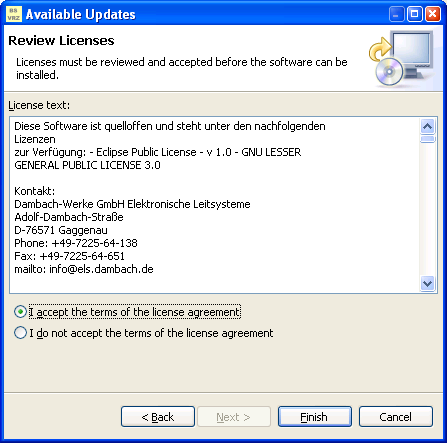 BS
VRZ
Available Updates
Review Licenses
Licenses must be reviewed and accepted before the software can be
installed.
License text:
Diese Software ist quelloffen und steht unter den nachfolgenden
Lizenzen
zur Verfügung: - Eclipse Public License - v 1.0 - GNU LESSER
GENERAL PUBLIC LICENSE 3.0
Kontakt:
Dambach-Werke GmbH Elektronische Leitsysteme
Adolf-Dambach-Straße
D-76571 Gaggenau
Phone: +49-7225-64-138
Fax: +49-7225-64-651
mailto: info@els.dambach.de
I accept the terms of the license agreement
I do not accept the terms of the license agreement
< Back
Next >
Finish
Cancel